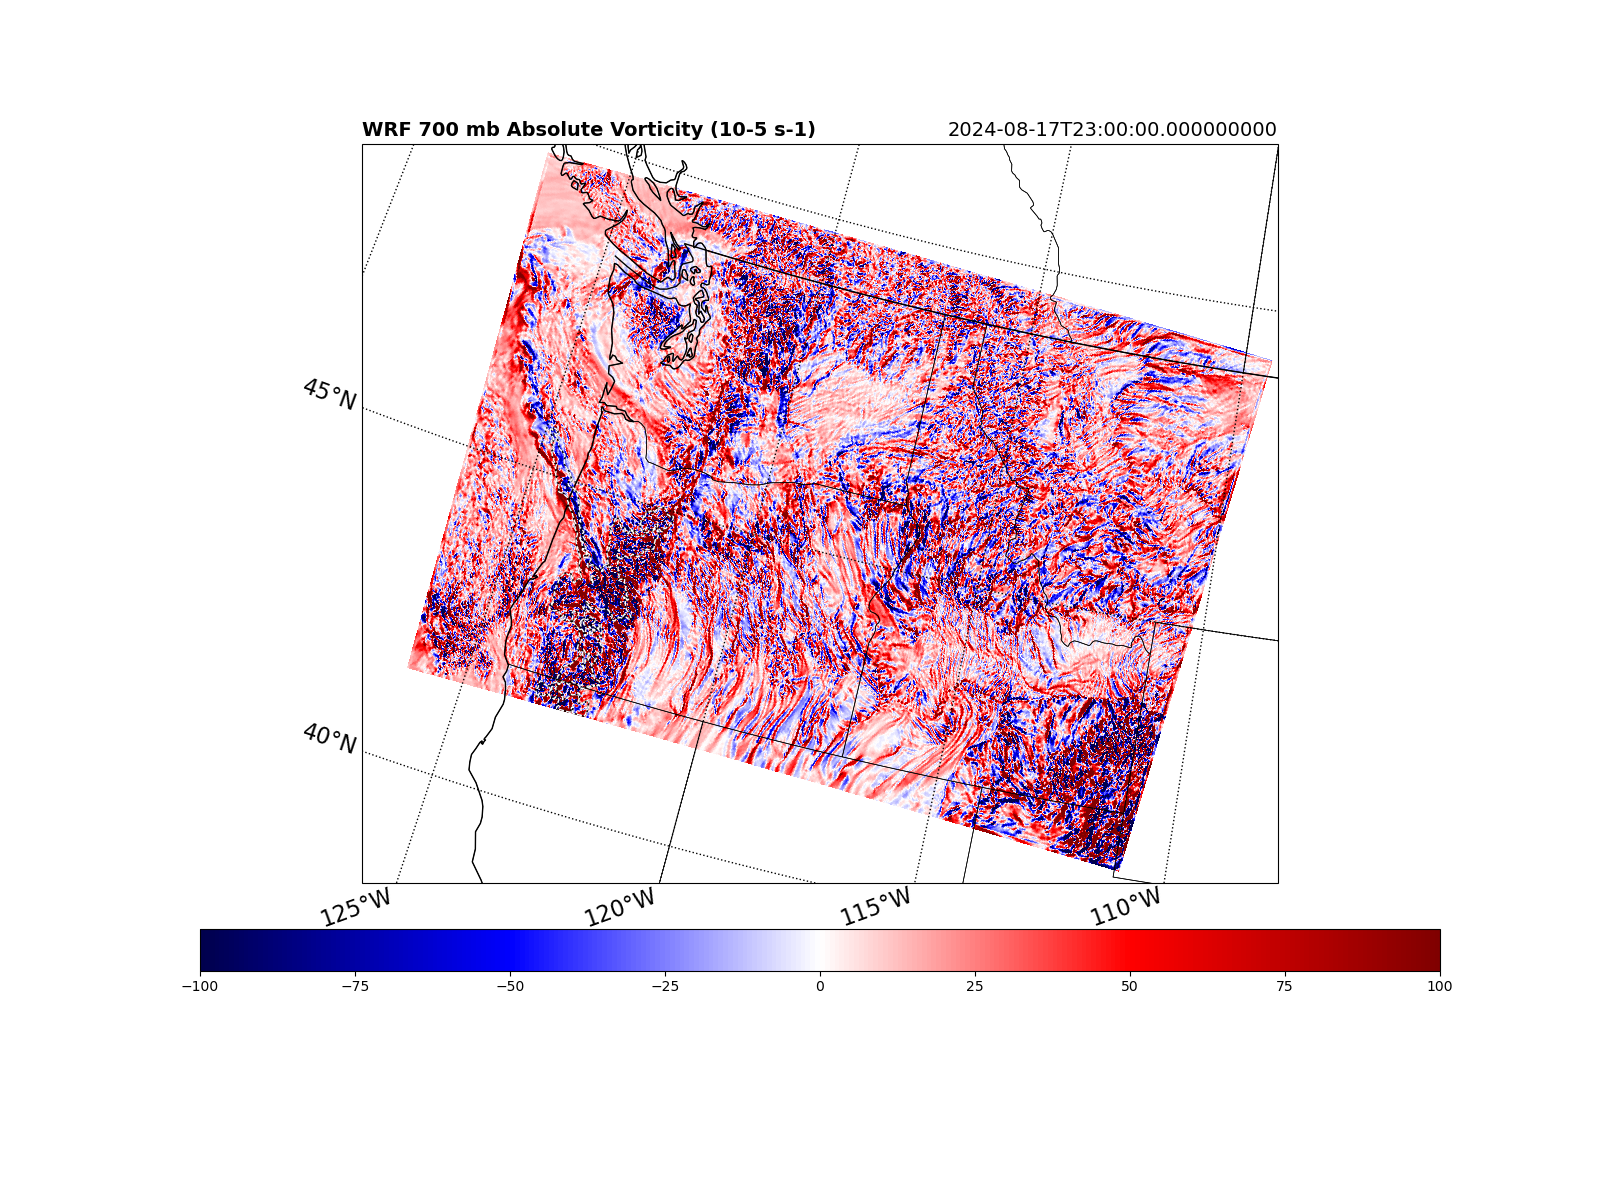 WRF 700 mb Absolute Vorticity (10-5 s-1) 2024-08-17T23:00:00.000000000
45°N
40°N
125°W 120°W 115°W 110°W
−100 −75 −50 −25 0 25 50 75 100